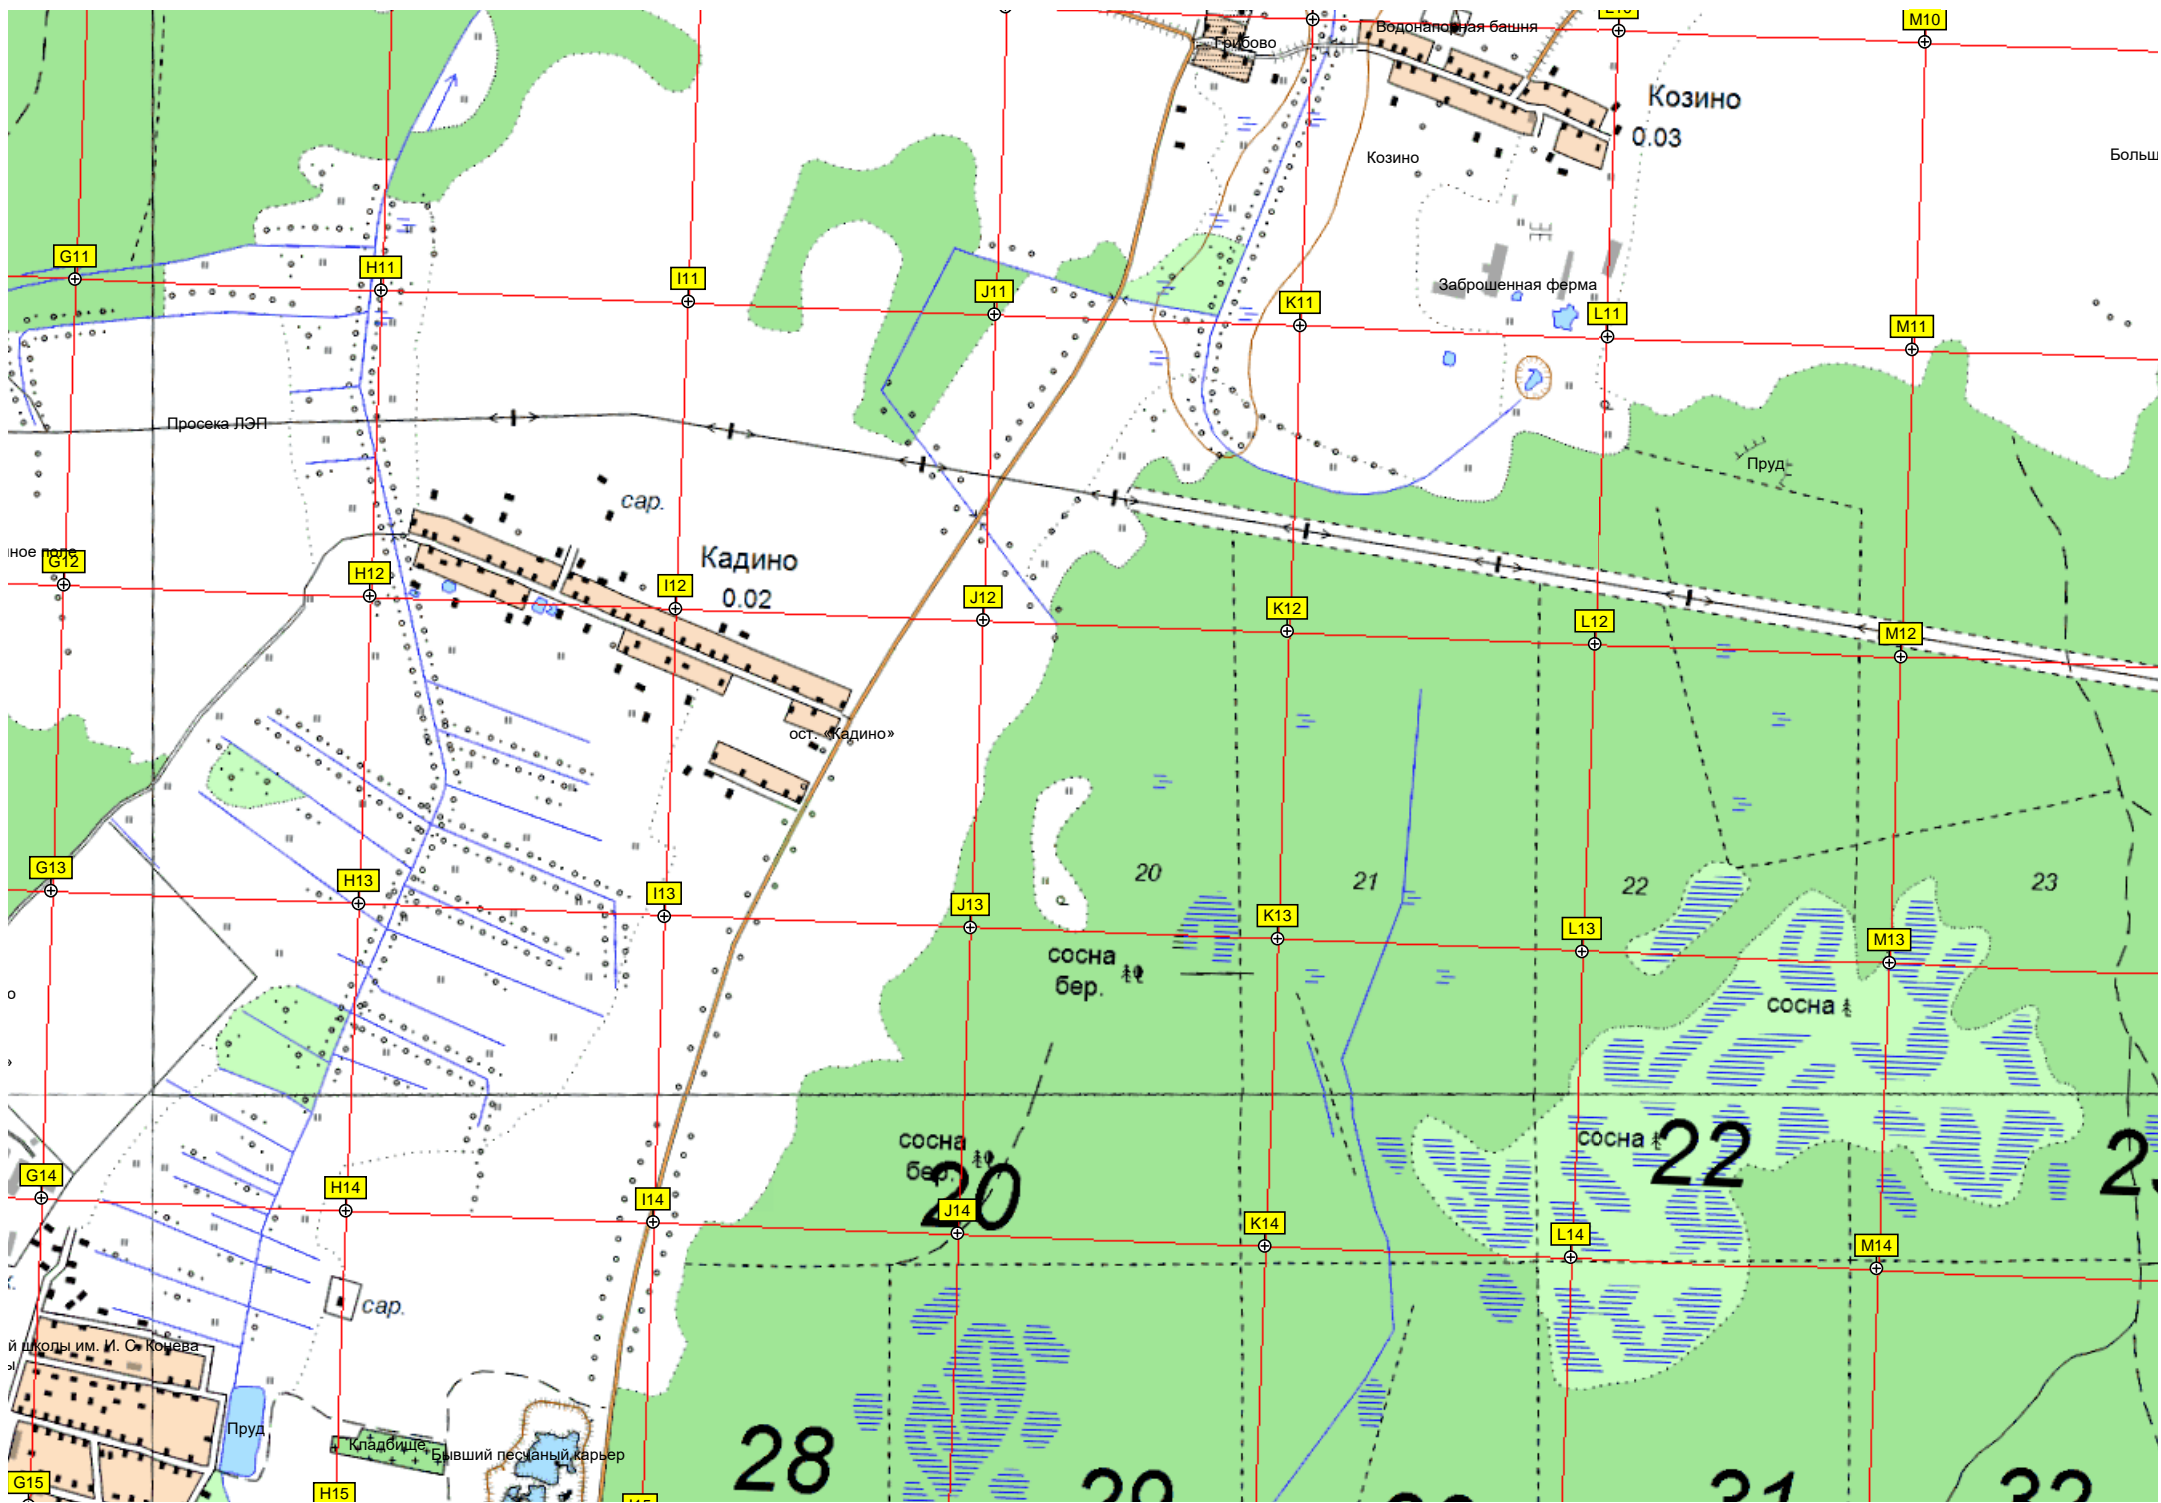 M10
Водонапорная башня
Грибово
Козино
0.03
Козино
Больш
G11
H11
I11
J11
K11
Заброшенная ферма
L11
M11
Просека ЛЭП
Пруд
сар.
Кадино
0.02
ное поле
G12
H12
I12
J12
K12
L12
M12
ост. «Кадино»
20
21
22
23
G13
H13
I13
J13
K13
L13
M13
сосна
бер.
сосна
о
сосна
бер.
20
сосна
22
G14
H14
I14
J14
K14
L14
M14
сар.
й школы им. И. С. Конева
ы
Пруд
Кладбище
Бывший песчаный карьер
28
29
31
32
G15
H15